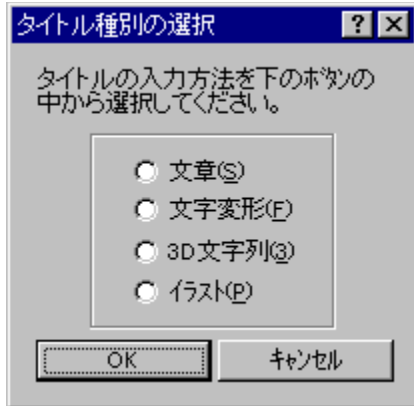 タイトル種別の選択
タイトルの入力方法を下のボタンの
中から選択してください。
文章(S)
文字変形(F)
3D文字列(3)
イラスト(P)
OK
キャンセル